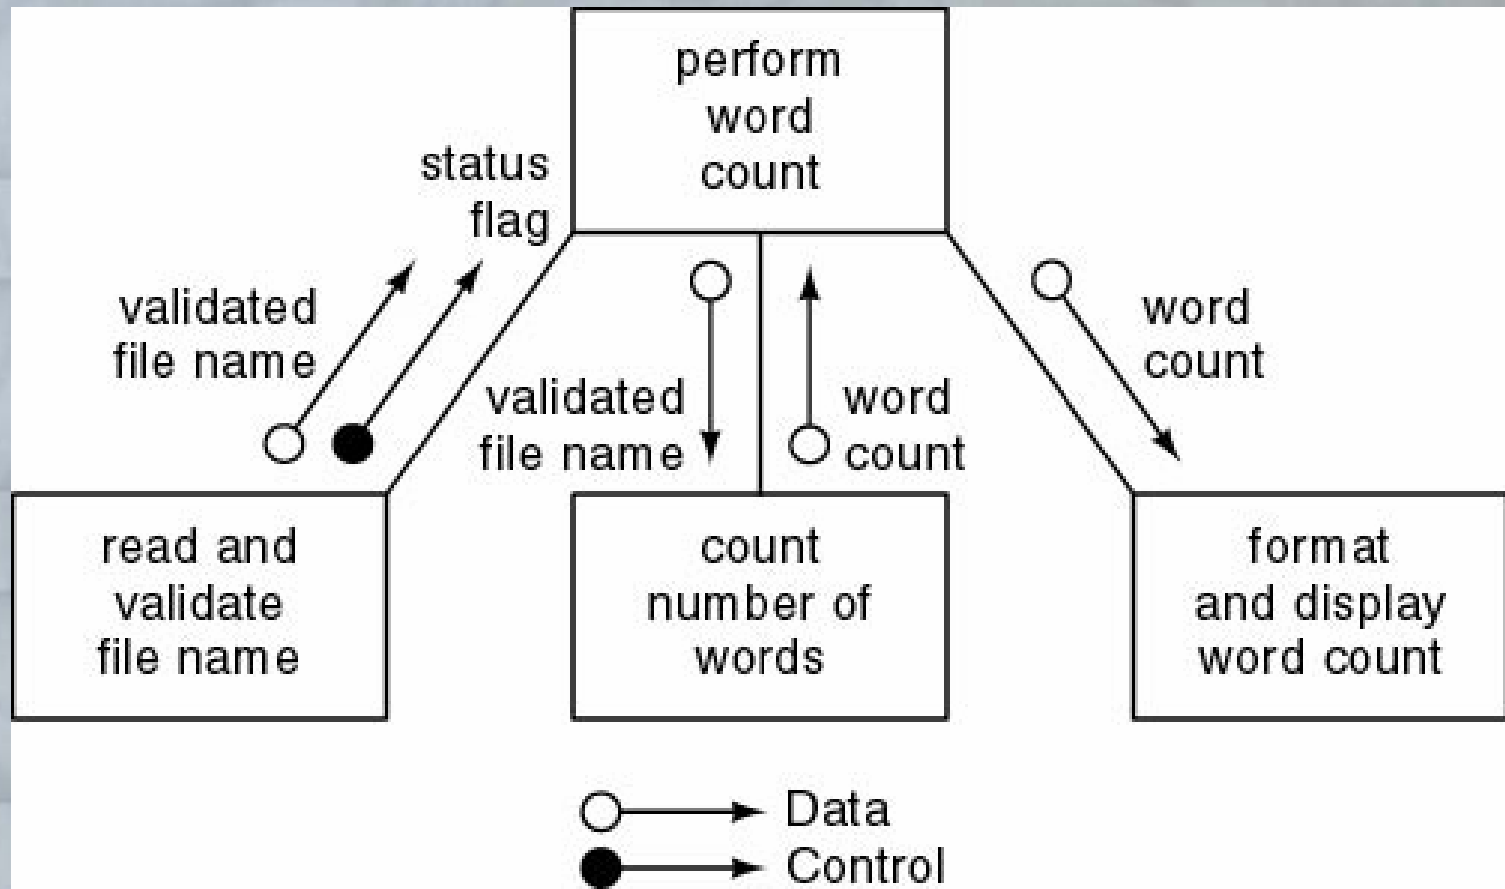 perform
word
count
status
flag
validated
file name
validated
file name
word
count
word
count
read and
validate
file name
count
number of
words
format
and display
word count
Data
Control